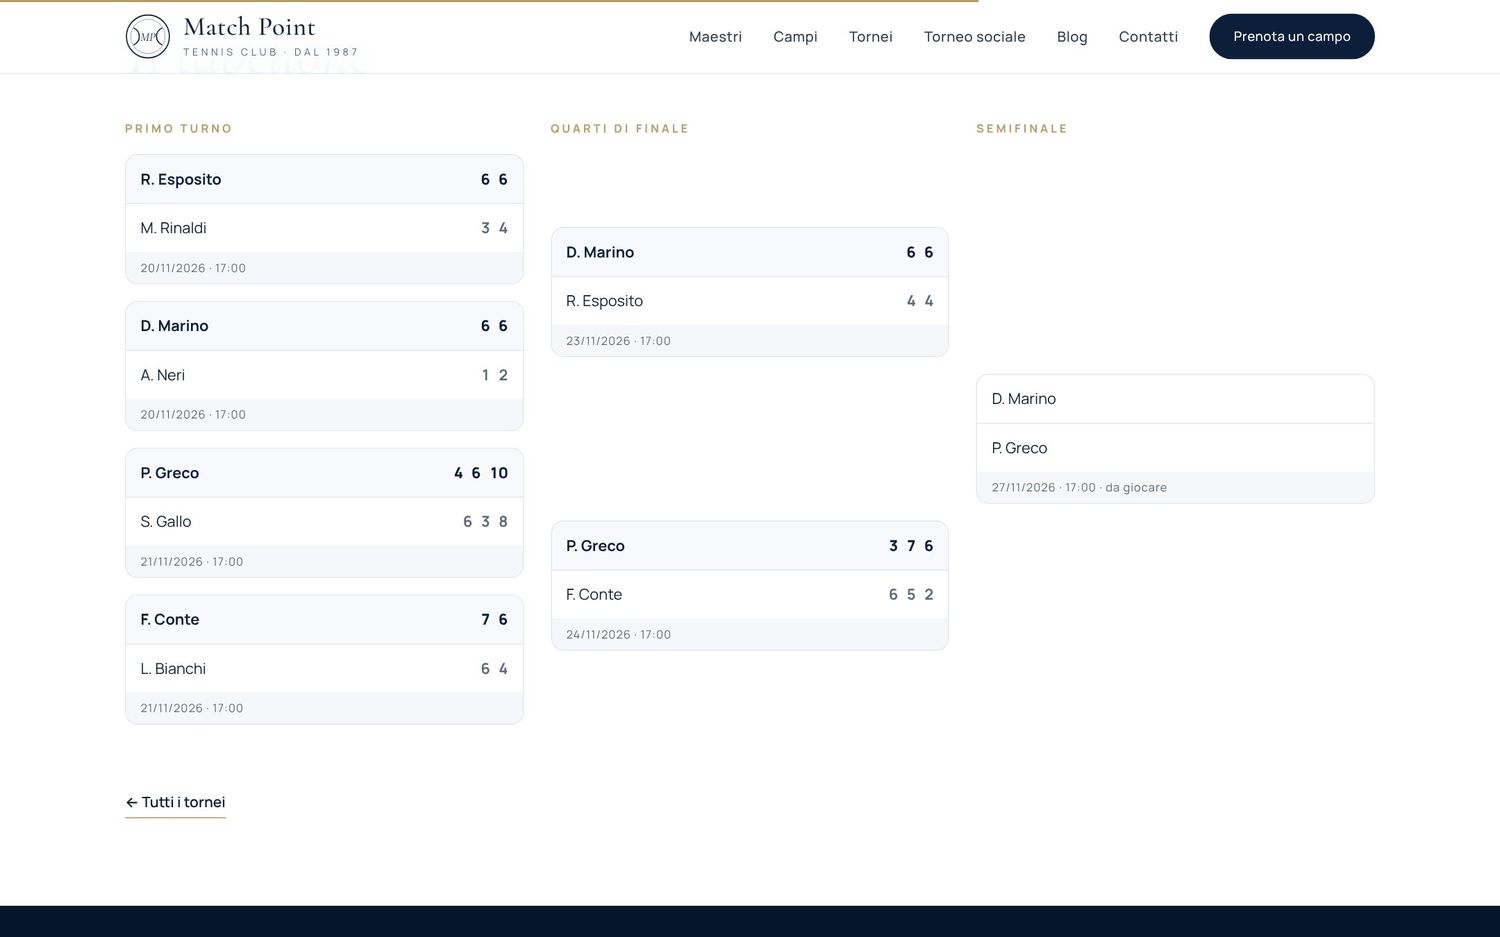 MP
Match Point
TENNIS CLUB · DAL 1987
Maestri
Campi
Tornei
Torneo sociale
Blog
Contatti
Prenota un campo
PRIMO TURNO
R. Esposito 6 6
M. Rinaldi 3 4
20/11/2026 · 17:00
D. Marino 6 6
A. Neri 1 2
20/11/2026 · 17:00
P. Greco 4 6 10
S. Gallo 6 3 8
21/11/2026 · 17:00
F. Conte 7 6
L. Bianchi 6 4
21/11/2026 · 17:00
QUARTI DI FINALE
D. Marino 6 6
R. Esposito 4 4
23/11/2026 · 17:00
P. Greco 3 7 6
F. Conte 6 5 2
24/11/2026 · 17:00
SEMIFINALE
D. Marino
P. Greco
27/11/2026 · 17:00 · da giocare
← Tutti i tornei